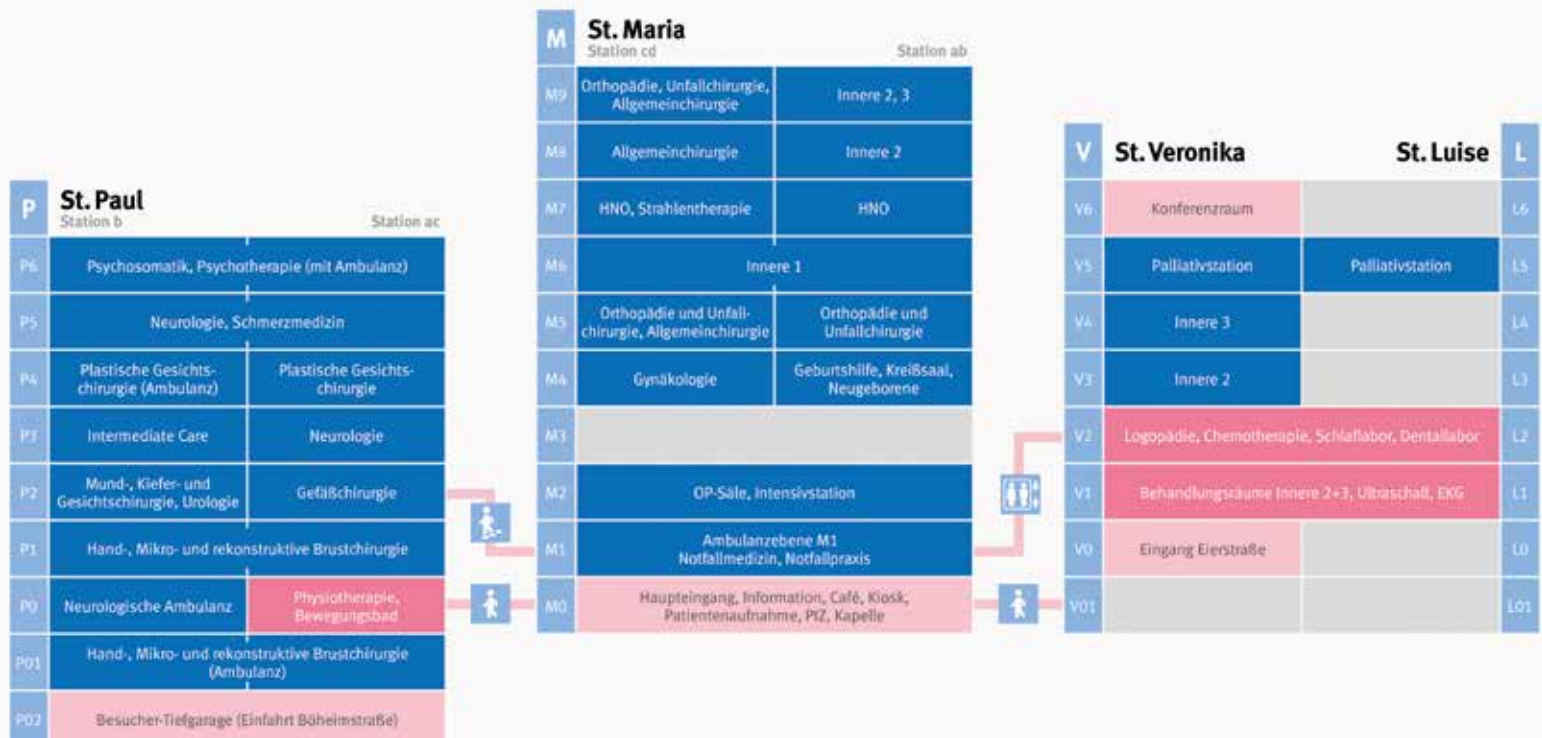 P
St. Paul
Station b
Station ac
P6
Psychosomatik, Psychotherapie (mit Ambulanz)
P5
Neurologie, Schmerzmedizin
P4
Plastische Gesichts-
chirurgie (Ambulanz)
Plastische Gesichts-
chirurgie
P3
Intermediate Care
Neurologie
P2
Mund-, Kiefer- und
Gesichtschirurgie, Urologie
Gefäßchirurgie
P1
Hand-, Mikro- und rekonstruktive Brustchirurgie
P0
Neurologische Ambulanz
Physiotherapie,
Bewegungsbad
P01
Hand-, Mikro- und rekonstruktive Brustchirurgie
(Ambulanz)
P02
Besucher-Tiefgarage (Einfahrt Böheimstraße)
M
St. Maria
Station cd
Station ab
M9
Orthopädie, Unfallchirurgie,
Allgemeinchirurgie
Innere 2, 3
M8
Allgemeinchirurgie
Innere 2
M7
HNO, Strahlentherapie
HNO
M6
Innere 1
M5
Orthopädie und Unfall-
chirurgie, Allgemeinchirurgie
Orthopädie und
Unfallchirurgie
M4
Gynäkologie
Geburtshilfe, Kreißsaal,
Neugeborene
M3
M2
OP-Säle, Intensivstation
M1
Ambulanzebene M1
Notfallmedizin, Notfallpraxis
M0
Haupteingang, Information, Café, Kiosk,
Patientenaufnahme, PIZ, Kapelle
V
St. Veronika
St. Luise
L
V6
Konferenzraum
L6
V5
Palliativstation
Palliativstation
L5
V4
Innere 3
L4
V3
Innere 2
L3
V2
Logopädie, Chemotherapie, Schlaflabor, Dentallabor
L2
V1
Behandlungsräume Innere 2+3, Ultraschall, EKG
L1
V0
Eingang Eierstraße
L0
V01
L01